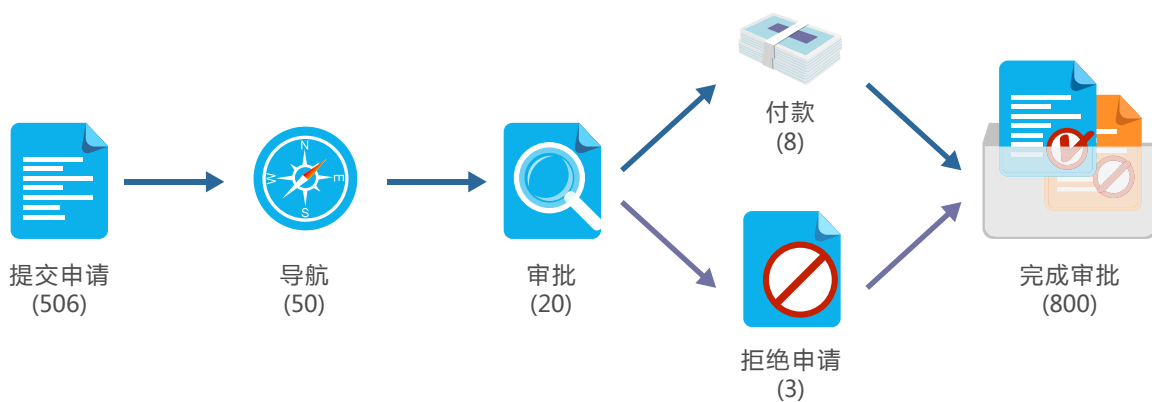 提交申请
(506)
N
W
E
S
导航
(50)
审批
(20)
付款
(8)
拒绝申请
(3)
完成审批
(800)